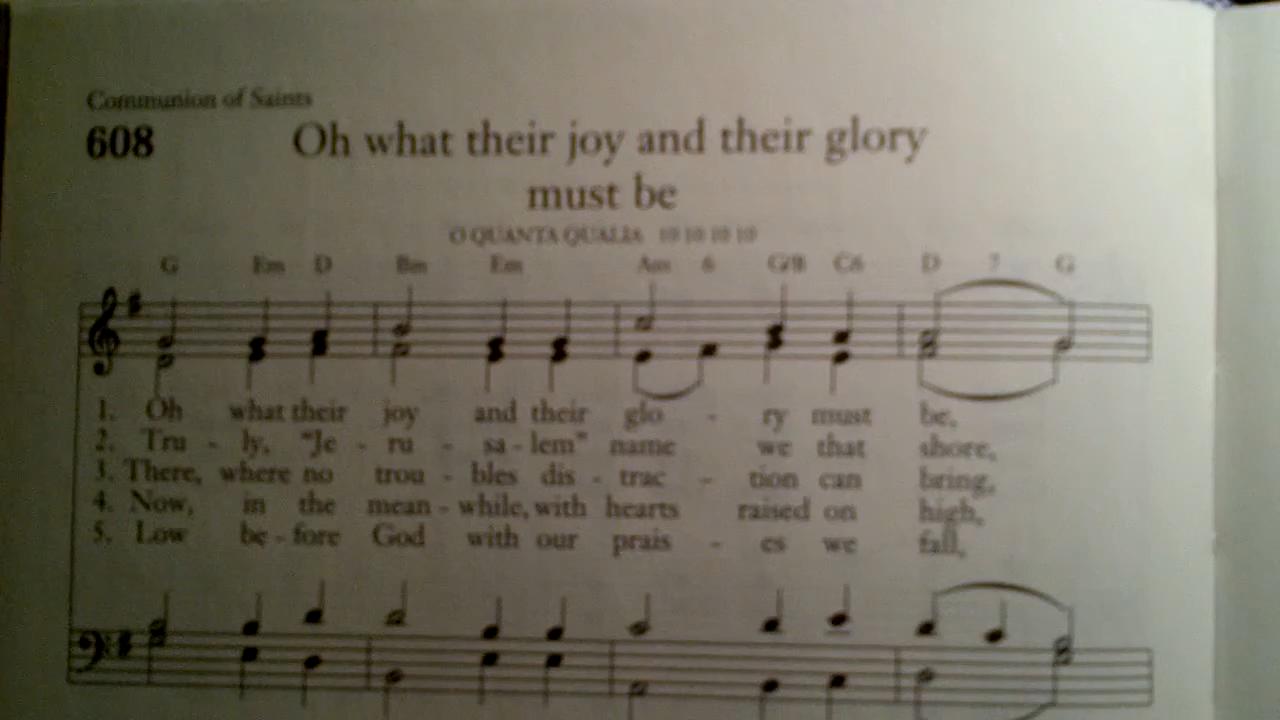 Communion of Saints
608 Oh what their joy and their glory
must be
O QUANTA QUALIA 10 10 10 10
G Em D Bm Em Am 6 G/B C6 D 7 G
1. Oh what their joy and their glo - ry must be,
2. Tru - ly, "Je - ru - sa - lem" name we that shore,
3. There, where no trou - bles dis - trac - tion can bring,
4. Now, in the mean - while, with hearts raised on high,
5. Low be - fore God with our prais - es we fall,